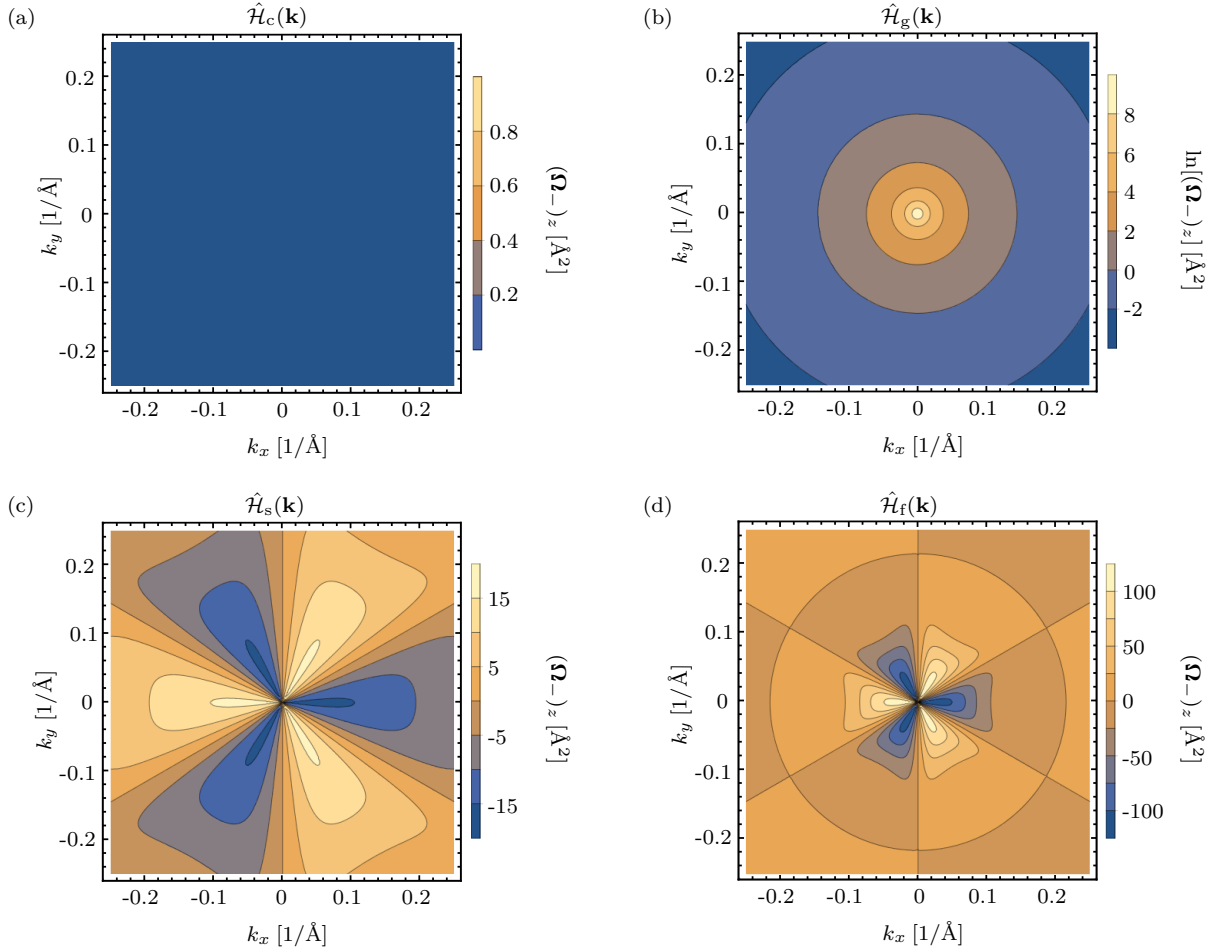 (a)
Ĥc(k)
0.2
0.1
0
-0.1
-0.2
ky [1/Å]
-0.2 -0.1 0 0.1 0.2
kx [1/Å]
0.8
0.6
0.4
0.2
(Ω−)z [Å²]
(b)
Ĥg(k)
0.2
0.1
0
-0.1
-0.2
ky [1/Å]
-0.2 -0.1 0 0.1 0.2
kx [1/Å]
8
6
4
2
0
-2
ln[(Ω−)z] [Å²]
(c)
Ĥs(k)
0.2
0.1
0
-0.1
-0.2
ky [1/Å]
-0.2 -0.1 0 0.1 0.2
kx [1/Å]
15
5
-5
-15
(Ω−)z [Å²]
(d)
Ĥf(k)
0.2
0.1
0
-0.1
-0.2
ky [1/Å]
-0.2 -0.1 0 0.1 0.2
kx [1/Å]
100
50
0
-50
-100
(Ω−)z [Å²]